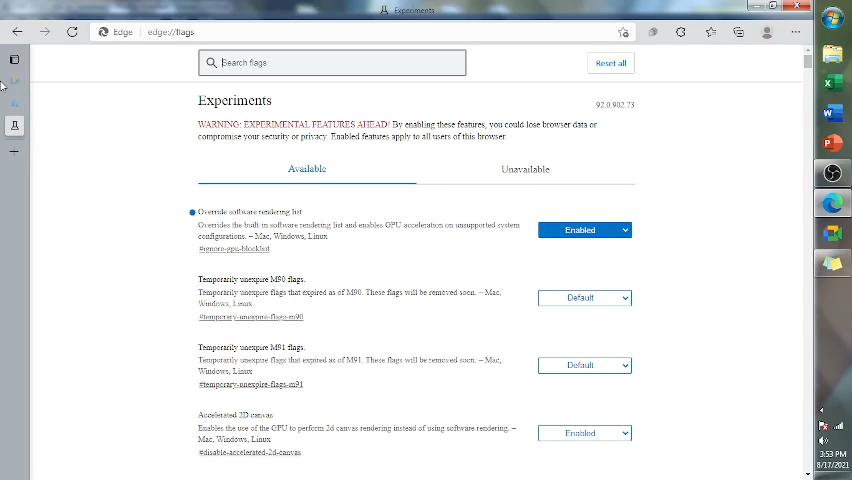 Experiments
Edge
edge://flags
Search flags
Reset all
Experiments
92.0.902.73
WARNING: EXPERIMENTAL FEATURES AHEAD! By enabling these features, you could lose browser data or
compromise your security or privacy. Enabled features apply to all users of this browser.
Available
Unavailable
Override software rendering list
Overrides the built-in software rendering list and enables GPU-acceleration on unsupported system
configurations. – Mac, Windows, Linux
#ignore-gpu-blocklist
Enabled
Temporarily unexpire M90 flags.
Temporarily unexpire flags that expired as of M90. These flags will be removed soon. – Mac,
Windows, Linux
#temporary-unexpire-flags-m90
Default
Temporarily unexpire M91 flags.
Temporarily unexpire flags that expired as of M91. These flags will be removed soon. – Mac,
Windows, Linux
#temporary-unexpire-flags-m91
Default
Accelerated 2D canvas
Enables the use of the GPU to perform 2d canvas rendering instead of using software rendering. –
Mac, Windows, Linux
#disable-accelerated-2d-canvas
Enabled
3:53 PM
8/17/2021